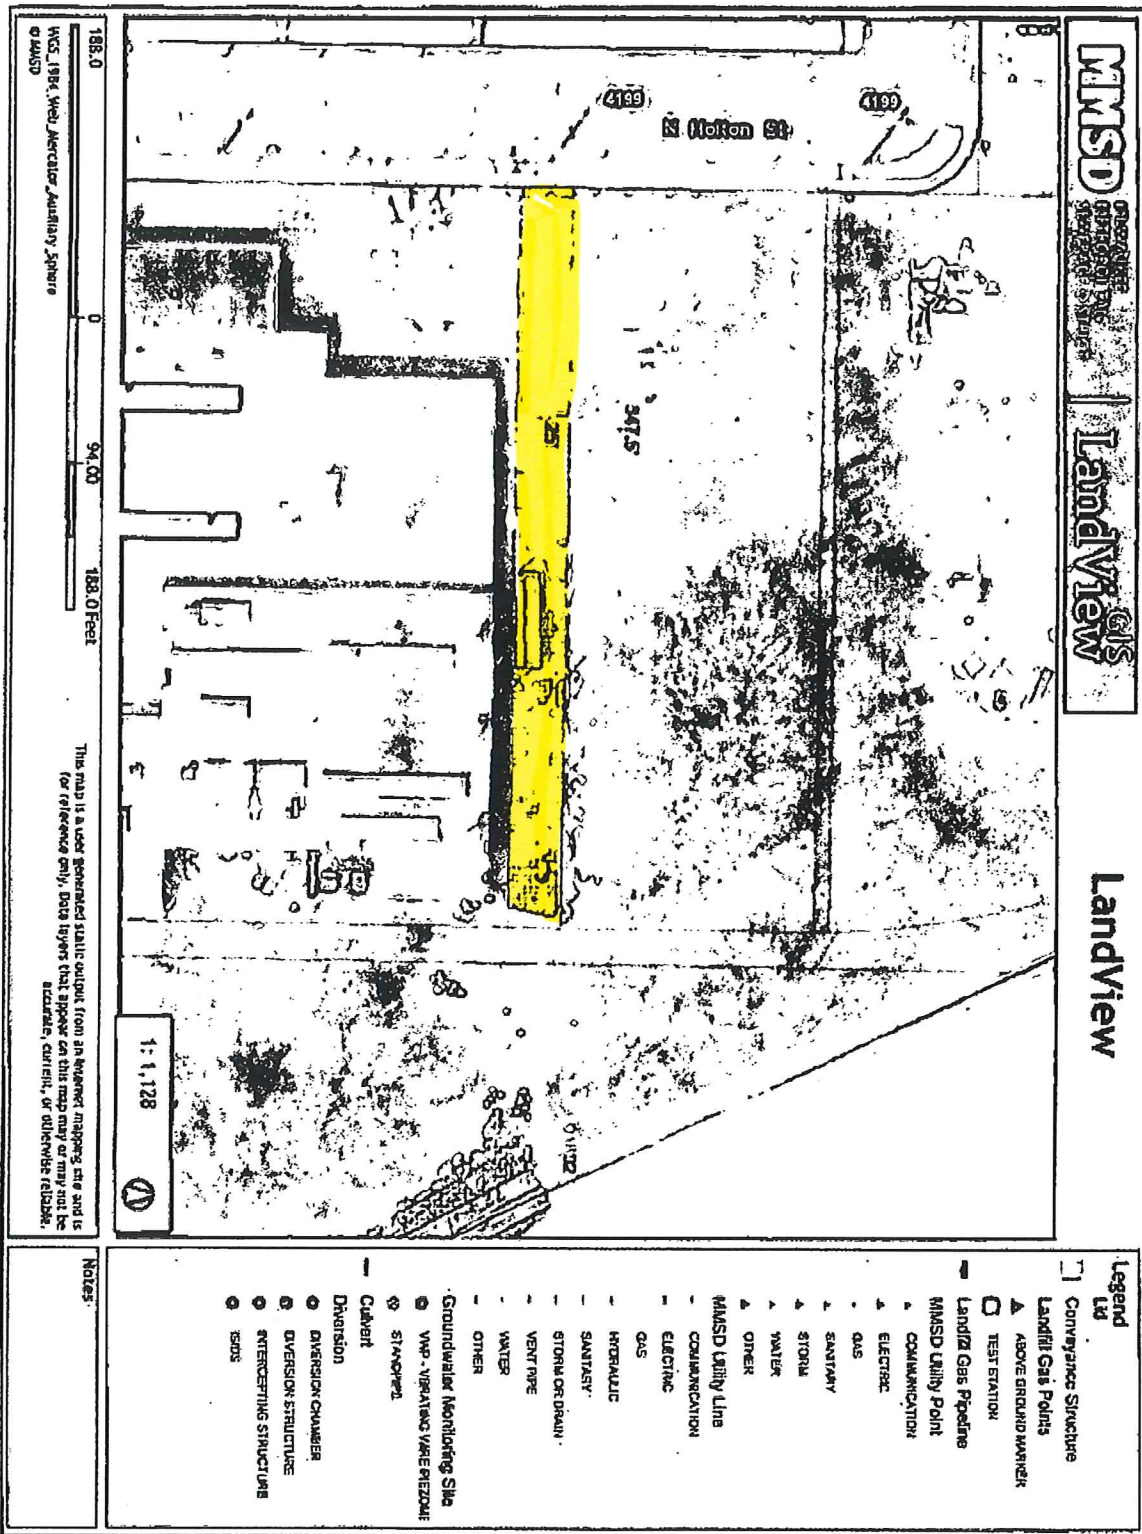 MMSD
GIS
LandView
LandView
N Holton St
4199
4199
347.5'
25'
1: 1,128
Legend
Lid
Conveyance Structure
Landfill Gas Points
ABOVE GROUND MARKER
TEST STATION
Landfill Gas Pipeline
MMSD Utility Point
COMMUNICATION
ELECTRIC
GAS
SANITARY
STORM
WATER
OTHER
MMSD Utility Line
COMMUNICATION
ELECTRIC
GAS
HYDRAULIC
SANITARY
STORM OR DRAIN
VENT PIPE
WATER
OTHER
Groundwater Monitoring Site
VWP - VIBRATING WIRE PIEZOME
STANDPIPE
Culvert
Diversion
DIVERSION CHAMBER
DIVERSION STRUCTURE
INTERCEPTING STRUCTURE
ISDS
188.0
0
94.00
188.0 Feet
WGS_1984_Web_Mercator_Auxiliary_Sphere
© MMSD
This map is a user generated static output from an Internet mapping site and is
for reference only. Data layers that appear on this map may or may not be
accurate, current, or otherwise reliable.
Notes